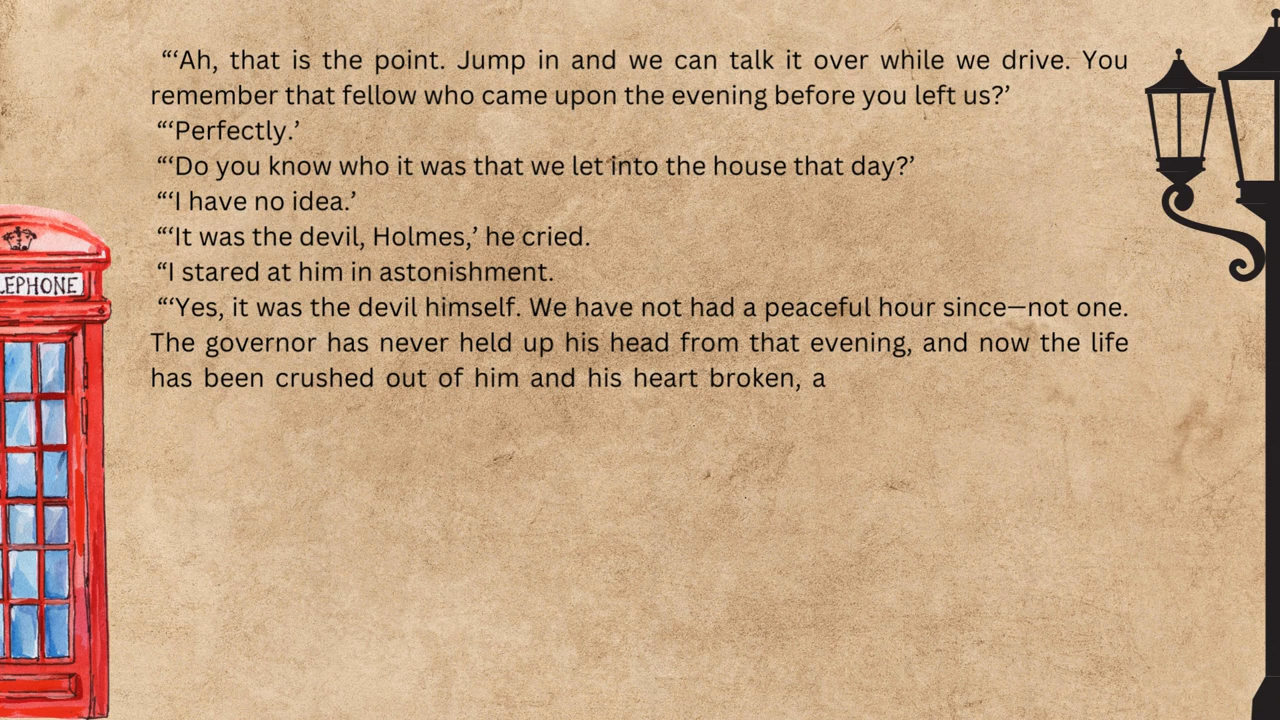 “‘Ah, that is the point. Jump in and we can talk it over while we drive. You
remember that fellow who came upon the evening before you left us?’
“‘Perfectly.’
“‘Do you know who it was that we let into the house that day?’
“‘I have no idea.’
“‘It was the devil, Holmes,’ he cried.
“I stared at him in astonishment.
“‘Yes, it was the devil himself. We have not had a peaceful hour since—not one.
The governor has never held up his head from that evening, and now the life
has been crushed out of him and his heart broken, a
LEPHONE